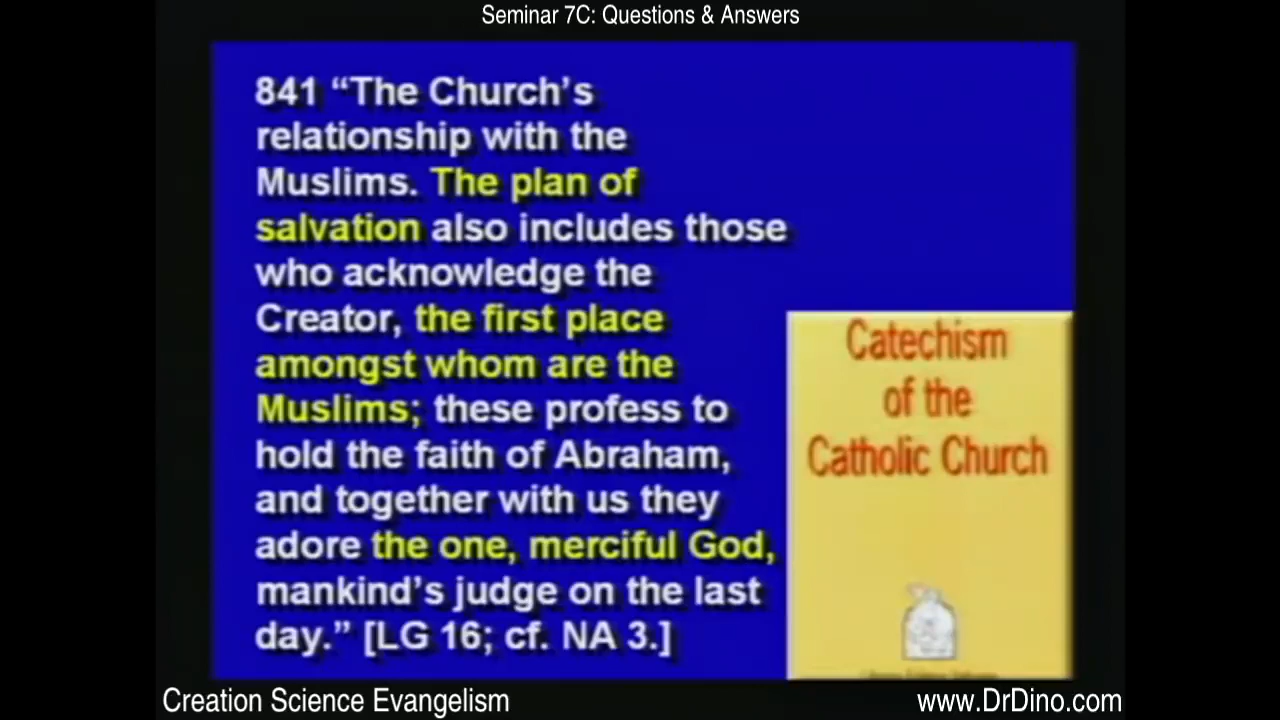 Seminar 7C: Questions & Answers
841 “The Church’s
relationship with the
Muslims. The plan of
salvation also includes those
who acknowledge the
Creator, the first place
amongst whom are the
Muslims; these profess to
hold the faith of Abraham,
and together with us they
adore the one, merciful God,
mankind’s judge on the last
day.” [LG 16; cf. NA 3.]
Catechism
of the
Catholic Church
Creation Science Evangelism
www.DrDino.com